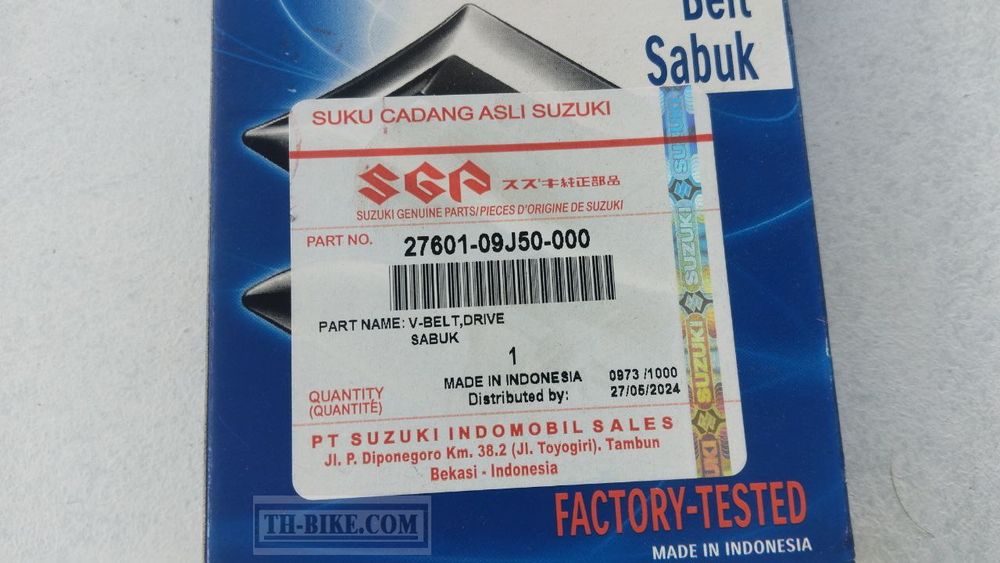 Belt
Sabuk
SUKU CADANG ASLI SUZUKI
SGP スズキ純正部品
SUZUKI GENUINE PARTS/PIECES D'ORIGINE DE SUZUKI
PART NO. 27601-09J50-000
PART NAME: V-BELT,DRIVE
SABUK
1
QUANTITY
(QUANTITÉ)
MADE IN INDONESIA 0973 /1000
Distributed by: 27/05/2024
PT SUZUKI INDOMOBIL SALES
Jl. P. Diponegoro Km. 38.2 (Jl. Toyogiri). Tambun
Bekasi - Indonesia
SUZUKI
SUZUKI
SUZUKI
SUZUKI
UKI
FACTORY-TESTED
MADE IN INDONESIA
TH-BIKE.COM